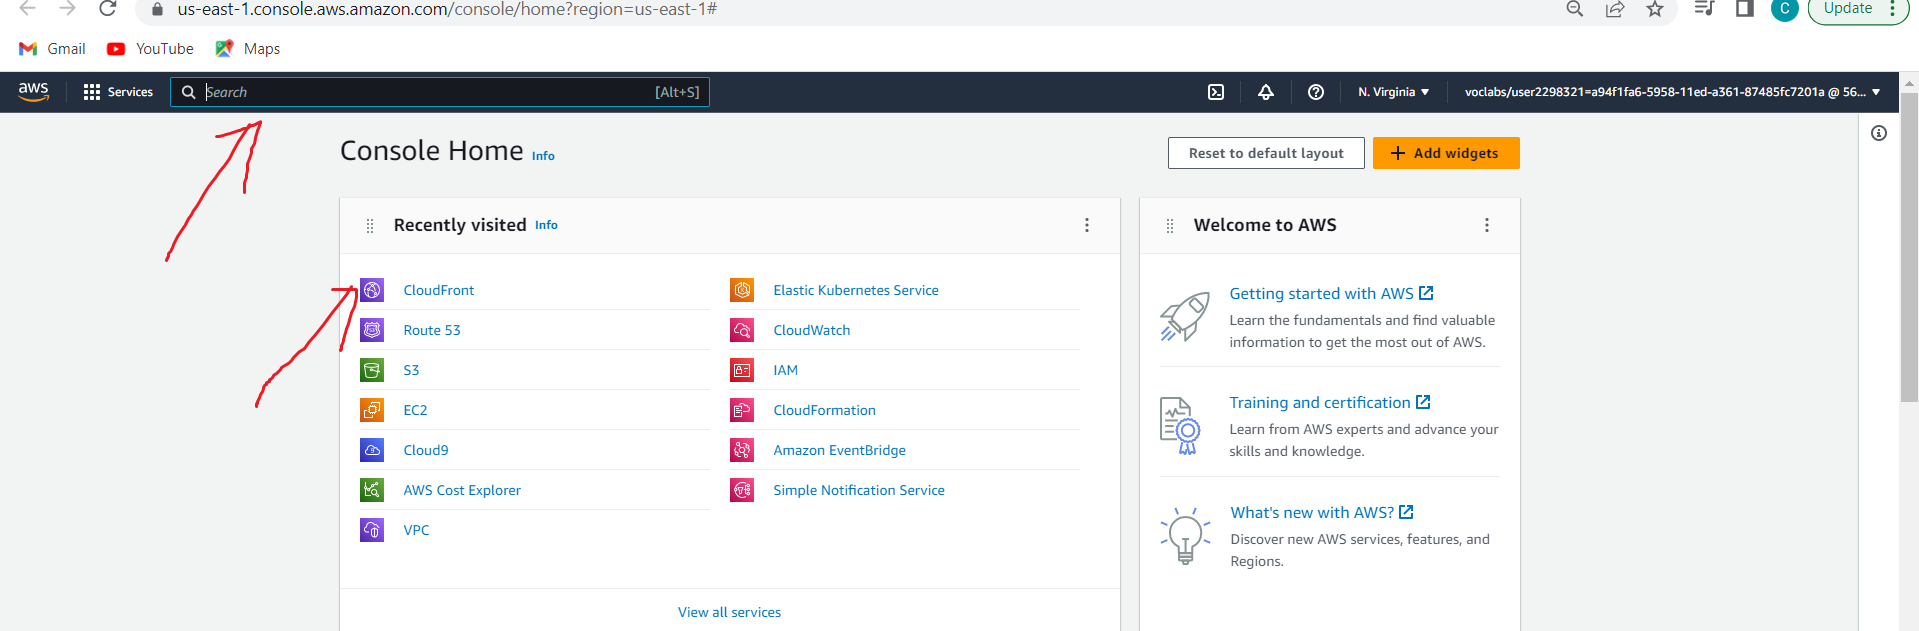 us-east-1.console.aws.amazon.com/console/home?region=us-east-1#
C
Update
Gmail
YouTube
Maps
aws
Services
Search
[Alt+S]
N. Virginia
voclabs/user2298321=a94f1fa6-5958-11ed-a361-87485fc7201a @ 56...
Console Home Info
Reset to default layout
Add widgets
Recently visited Info
CloudFront
Route 53
S3
EC2
Cloud9
AWS Cost Explorer
VPC
Elastic Kubernetes Service
CloudWatch
IAM
CloudFormation
Amazon EventBridge
Simple Notification Service
View all services
Welcome to AWS
Getting started with AWS
Learn the fundamentals and find valuable
information to get the most out of AWS.
Training and certification
Learn from AWS experts and advance your
skills and knowledge.
What's new with AWS?
Discover new AWS services, features, and
Regions.